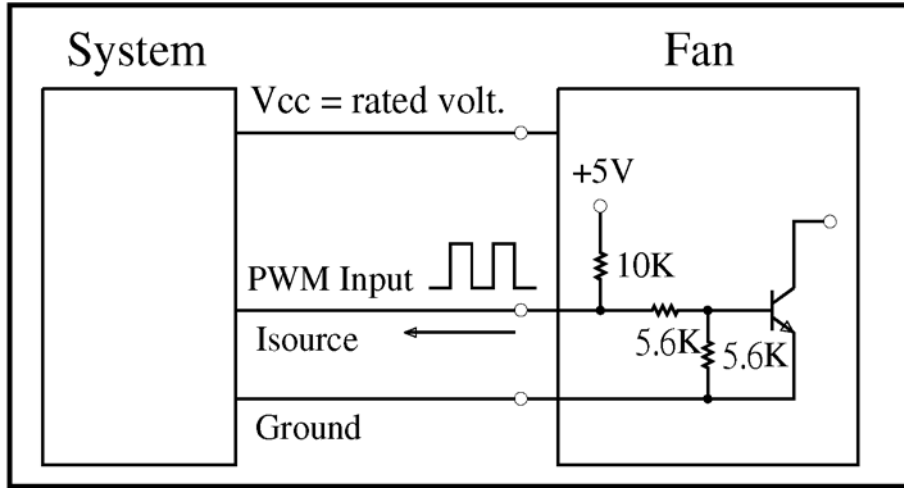 System
Fan
Vcc = rated volt.
+5V
10K
PWM Input
Isource
5.6K
5.6K
Ground